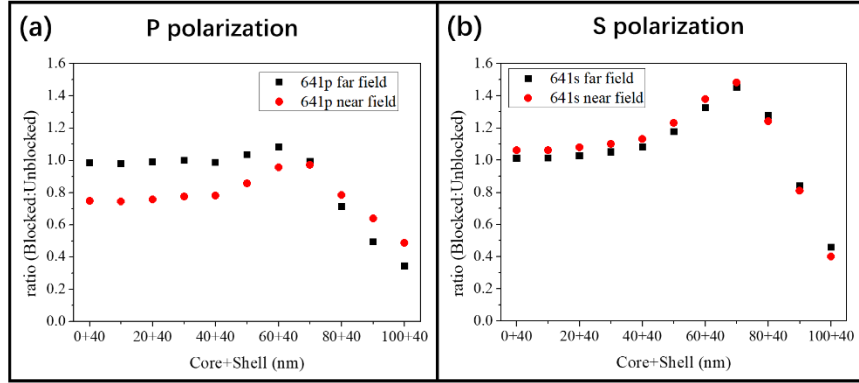 (a) P polarization
641p far field
641p near field
ratio (Blocked:Unblocked)
1.6
1.4
1.2
1.0
0.8
0.6
0.4
0.2
0.0
0+40 20+40 40+40 60+40 80+40 100+40
Core+Shell (nm)
(b) S polarization
641s far field
641s near field
ratio (Blocked:Unblocked)
1.6
1.4
1.2
1.0
0.8
0.6
0.4
0.2
0.0
0+40 20+40 40+40 60+40 80+40 100+40
Core+Shell (nm)